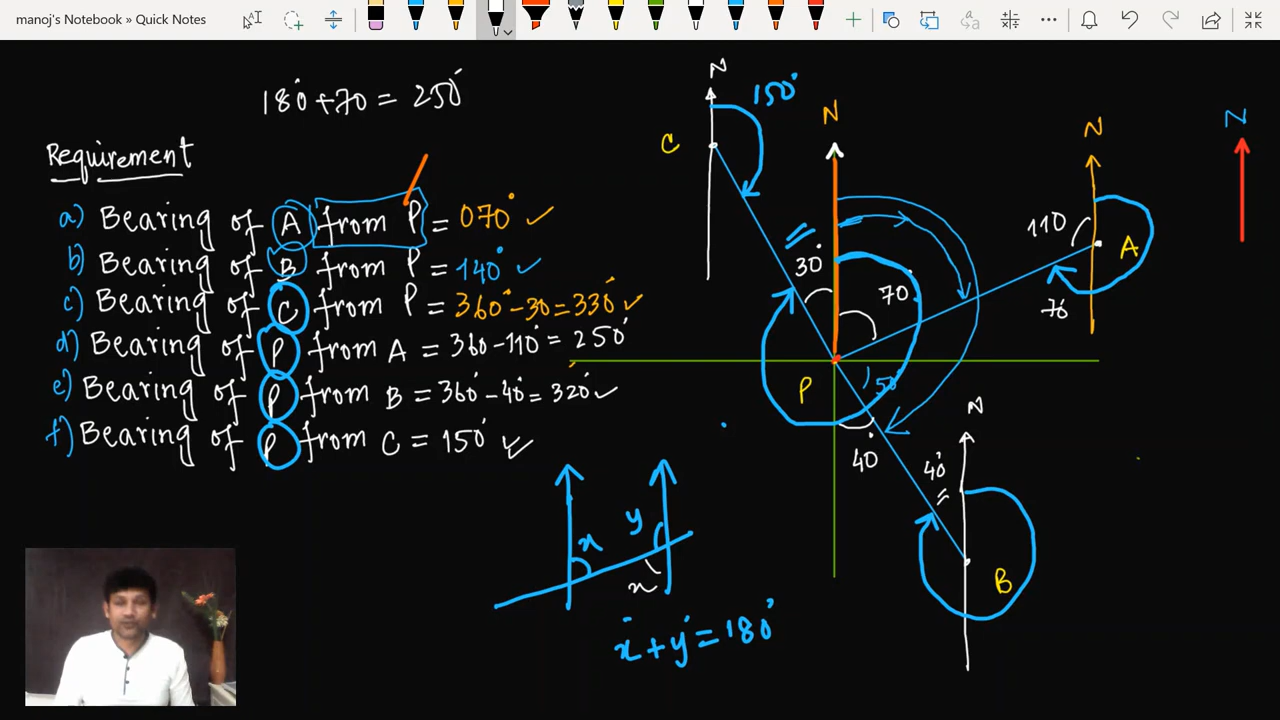 manoj's Notebook » Quick Notes
180°+70 = 250°
Requirement
a) Bearing of A from P = 070° ✓
b) Bearing of B from P = 140° ✓
c) Bearing of C from P = 360°-30=330° ✓
d) Bearing of P from A = 360-110° = 250°
e) Bearing of P from B = 360°-40° = 320° ✓
f) Bearing of P from C = 150° ✓
N
150°
C
N
N
N
30°
70
110
A
70°
P
50°
40°
N
40°
B
x
y
x
x°+y°=180°